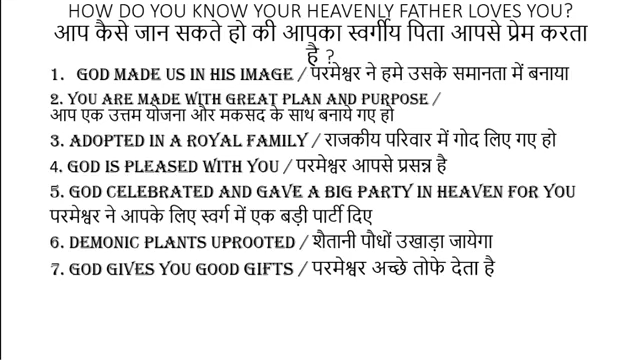 HOW DO YOU KNOW YOUR HEAVENLY FATHER LOVES YOU?
आप कैसे जान सकते हो की आपका स्वर्गीय पिता आपसे प्रेम करता
है ?
1. GOD MADE US IN HIS IMAGE / परमेश्वर ने हमे उसके समानता में बनाया
2. YOU ARE MADE WITH GREAT PLAN AND PURPOSE /
आप एक उत्तम योजना और मकसद के साथ बनाये गए हो
3. ADOPTED IN A ROYAL FAMILY / राजकीय परिवार में गोद लिए गए हो
4. GOD IS PLEASED WITH YOU / परमेश्वर आपसे प्रसन्न है
5. GOD CELEBRATED AND GAVE A BIG PARTY IN HEAVEN FOR YOU
परमेश्वर ने आपके लिए स्वर्ग में एक बड़ी पार्टी दिए
6. DEMONIC PLANTS UPROOTED / शैतानी पौधों उखाड़ा जायेगा
7. GOD GIVES YOU GOOD GIFTS / परमेश्वर अच्छे तोफे देता है